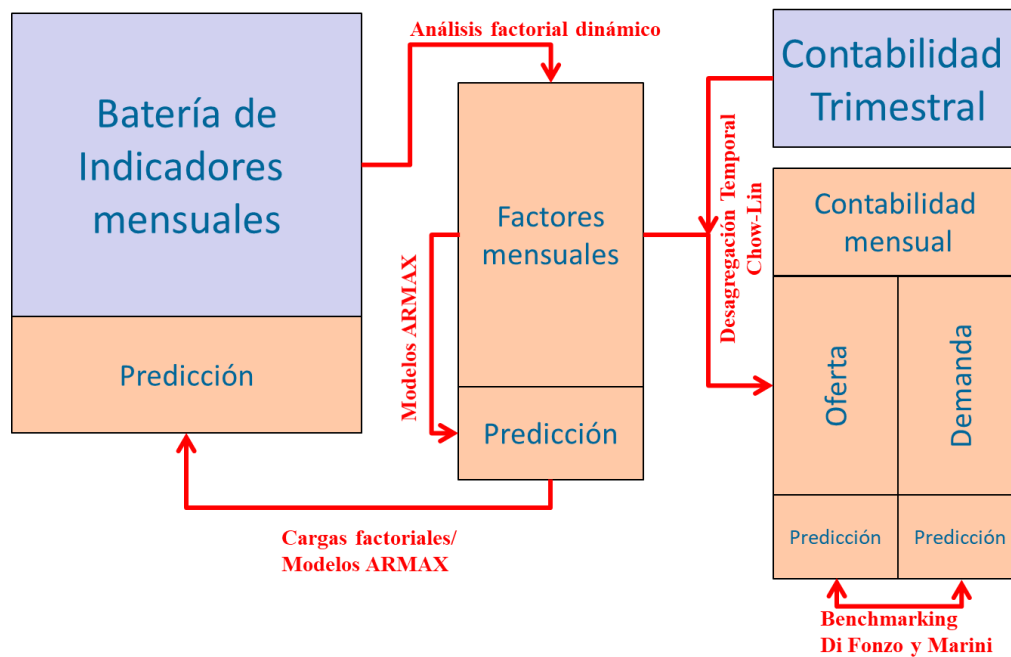 Análisis factorial dinámico
Batería de
Indicadores
mensuales
Predicción
Factores
mensuales
Predicción
Modelos ARMAX
Cargas factoriales/
Modelos ARMAX
Desagregación Temporal
Chow-Lin
Contabilidad
Trimestral
Contabilidad
mensual
Oferta
Demanda
Predicción
Predicción
Benchmarking
Di Fonzo y Marini